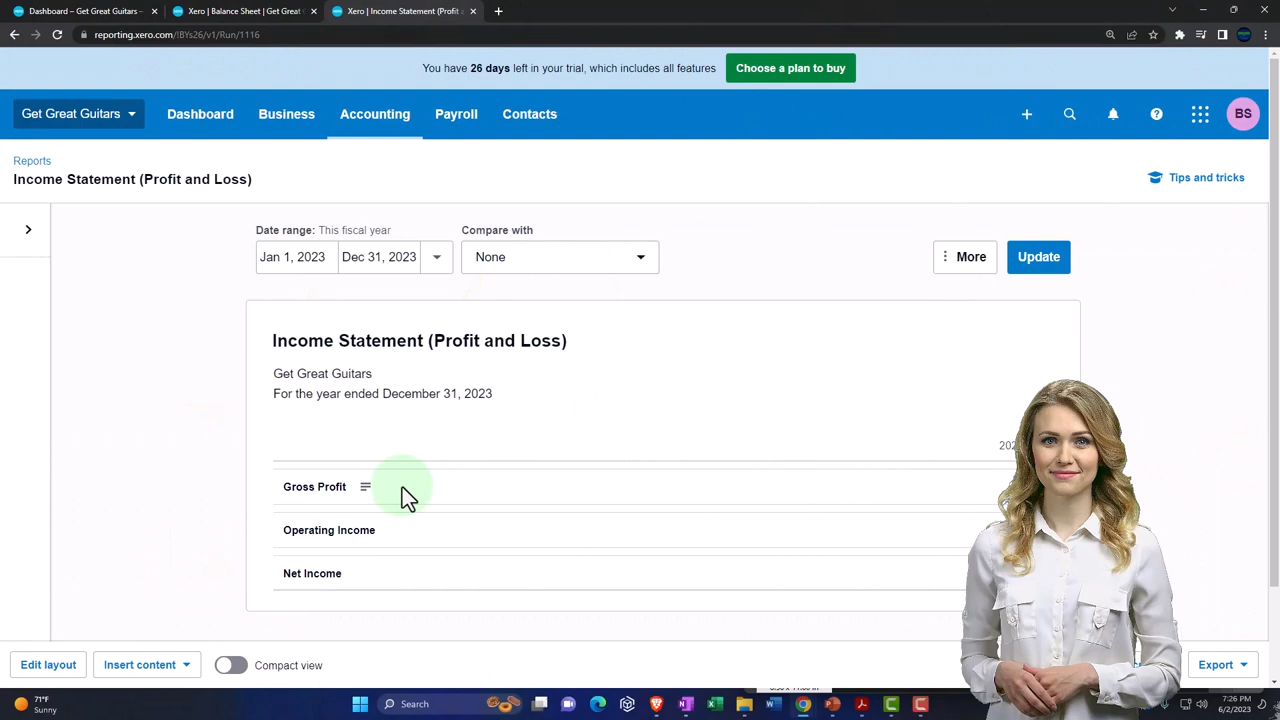 Dashboard – Get Great Guitars –
Xero | Balance Sheet | Get Great G
Xero | Income Statement (Profit a
reporting.xero.com/!BYs26/v1/Run/1116
You have 26 days left in your trial, which includes all features
Choose a plan to buy
Get Great Guitars
Dashboard
Business
Accounting
Payroll
Contacts
BS
Reports
Income Statement (Profit and Loss)
Tips and tricks
Date range: This fiscal year
Compare with
Jan 1, 2023
Dec 31, 2023
None
More
Update
Income Statement (Profit and Loss)
Get Great Guitars
For the year ended December 31, 2023
Gross Profit
Operating Income
Net Income
Edit layout
Insert content
Compact view
Export
71°F
Sunny
Search
7:26 PM
6/2/2023